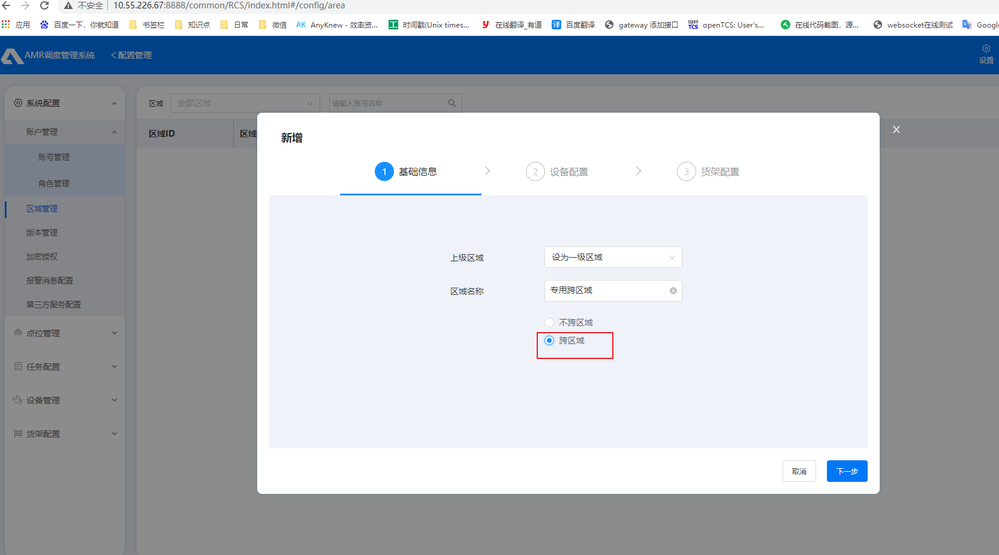 不安全 10.55.226.67:8888/common/RCS/index.html#/config/area
应用 百度一下，你就知道 书签栏 知识点 日常 微信 AK AnyKnew - 效率资... 工 时间戳(Unix times... y 在线翻译_有道 译 百度翻译 gateway 添加接口 open TCS openTCS: User's... 在线代码截图，源... websocket在线测试 Google
AMR调度管理系统 配置管理 设置
系统配置
账户管理
账号管理
角色管理
区域管理
版本管理
加密授权
报警消息配置
第三方服务配置
点位管理
任务配置
设备管理
货架配置
区域 全部区域 请输入账号名称
区域ID 区域
新增 X
1 基础信息 2 设备配置 3 货架配置
上级区域 设为一级区域
区域名称 专用跨区域
不跨区域
跨区域
取消 下一步